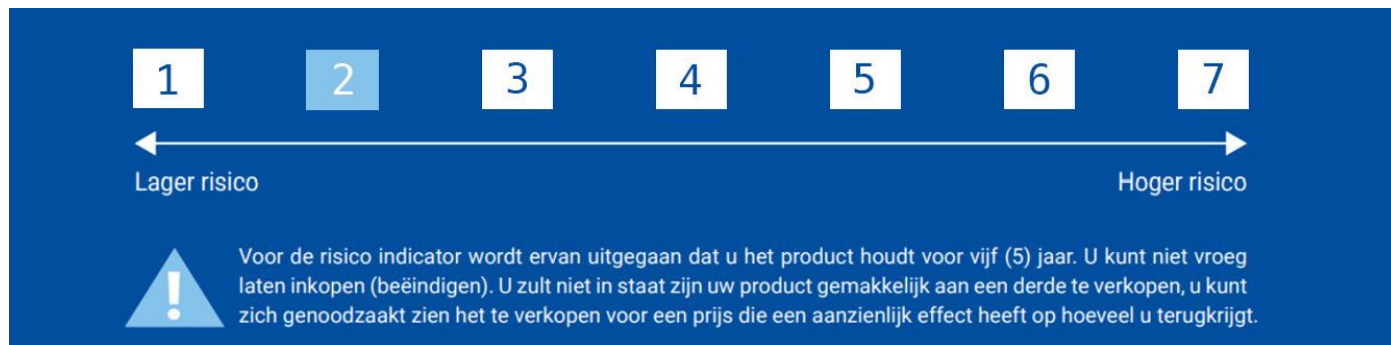 1 2 3 4 5 6 7
Lager risico Hoger risico
Voor de risico indicator wordt ervan uitgegaan dat u het product houdt voor vijf (5) jaar. U kunt niet vroeg
laten inkopen (beëindigen). U zult niet in staat zijn uw product gemakkelijk aan een derde te verkopen, u kunt
zich genoodzaakt zien het te verkopen voor een prijs die een aanzienlijk effect heeft op hoeveel u terugkrijgt.